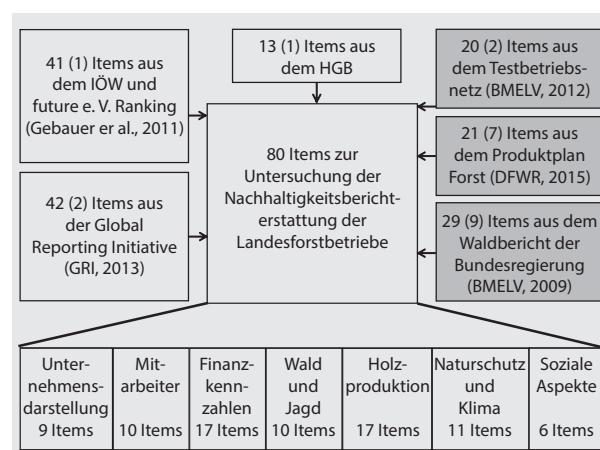 41 (1) Items aus
dem IÖW und
future e. V. Ranking
(Gebauer er al., 2011)
13 (1) Items aus
dem HGB
20 (2) Items aus
dem Testbetriebs-
netz (BMELV, 2012)
42 (2) Items aus
der Global
Reporting Initiative
(GRI, 2013)
80 Items zur
Untersuchung der
Nachhaltigkeitsbericht-
erstattung der
Landesforstbetriebe
21 (7) Items aus
dem Produktplan
Forst (DFWR, 2015)
29 (9) Items aus dem
Waldbericht der
Bundesregierung
(BMELV, 2009)
Unter-
nehmens-
darstellung
9 Items
Mit-
arbeiter
10 Items
Finanz-
kenn-
zahlen
17 Items
Wald
und
Jagd
10 Items
Holz-
produktion
17 Items
Naturschutz
und
Klima
11 Items
Soziale
Aspekte
6 Items